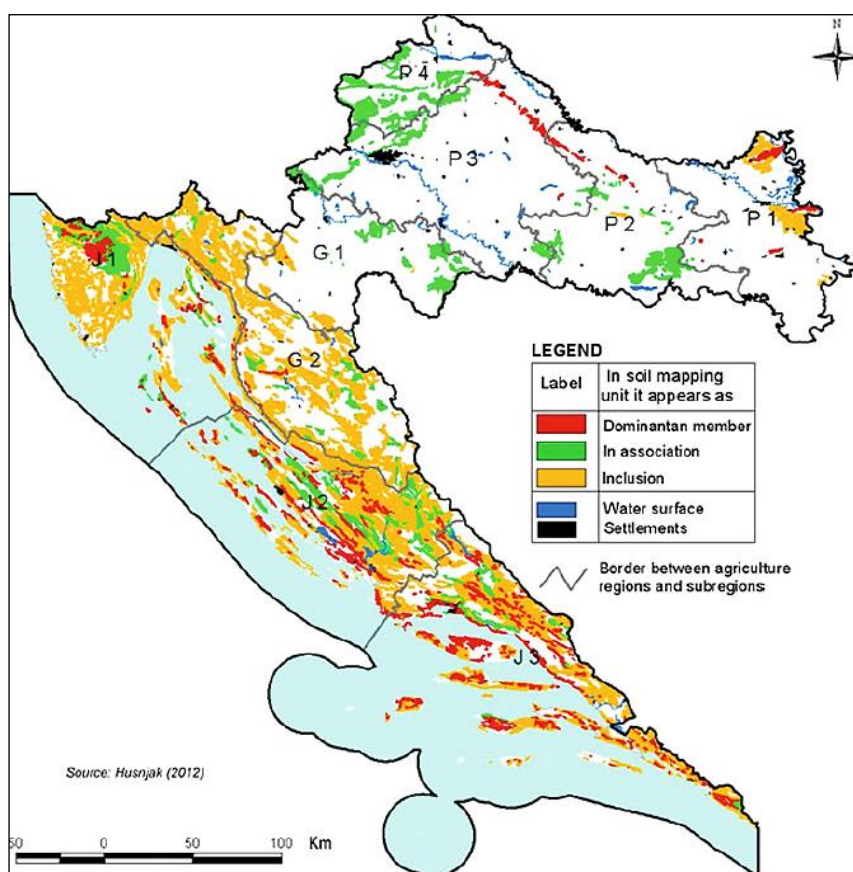 N
P 4
P 3
P 1
P 2
J 1
G 1
G 2
J 2
J 3
LEGEND
Label
In soil mapping
unit it appears as
Dominantan member
In association
Inclusion
Water surface
Settlements
Border between agriculture
regions and subregions
Source: Husnjak (2012)
50 0 50 100 Km